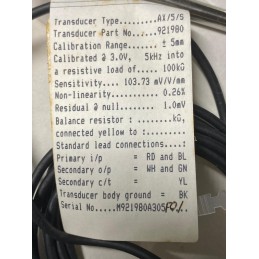 Transducer Type..........AX/5/S
Transducer Part No.../...921980
Calibration Range...... ± 5mm
Calibrated @ 3.0V, 5kHz into
a resistive load of.... 100kΩ
Sensitivity.... 103.73 mV/V/mm
Non-linearity...... 0.26%
Residual @ null..... 1.0mV
Balance resistor :........kΩ,
connected yellow to :.......
Standard lead connections....:
Primary i/p = RD and BL
Secondary o/p = WH and GN
Secondary c/t = YL
Transducer body ground = BK
Serial No.....M921980A305